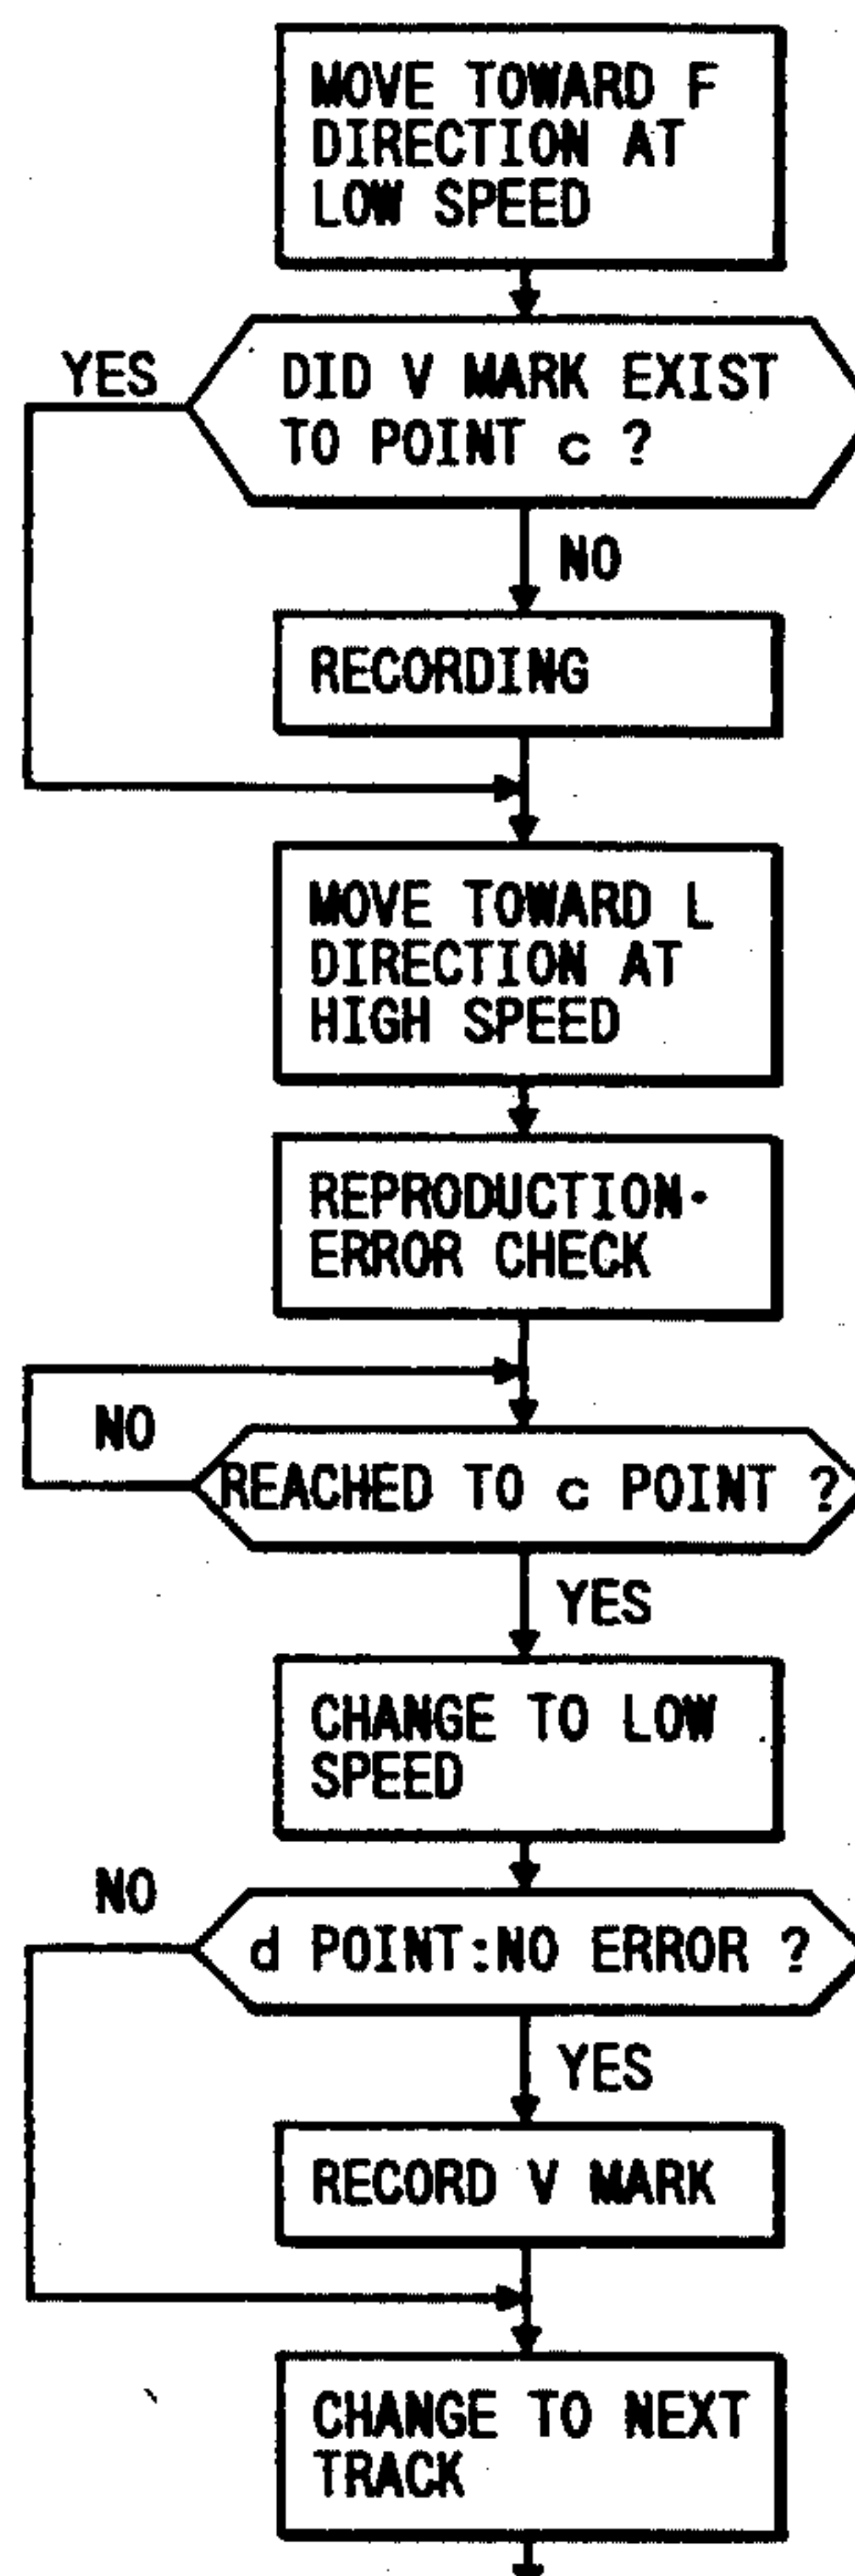 MOVE TOWARD F
DIRECTION AT
LOW SPEED
YES
DID V MARK EXIST
TO POINT c ?
NO
RECORDING
MOVE TOWARD L
DIRECTION AT
HIGH SPEED
REPRODUCTION·
ERROR CHECK
NO
REACHED TO c POINT ?
YES
CHANGE TO LOW
SPEED
NO
d POINT:NO ERROR ?
YES
RECORD V MARK
CHANGE TO NEXT
TRACK